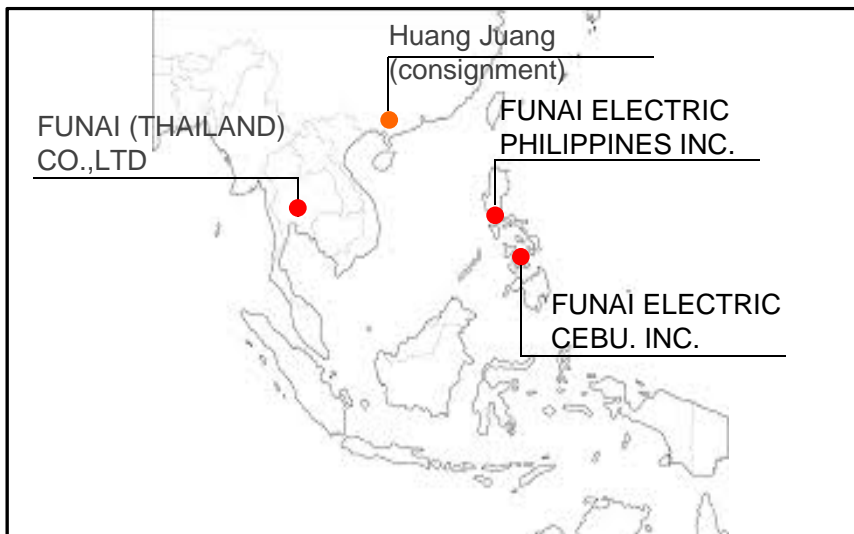 Huang Juang
(consignment)
FUNAI (THAILAND)
CO.,LTD
FUNAI ELECTRIC
PHILIPPINES INC.
FUNAI ELECTRIC
CEBU. INC.